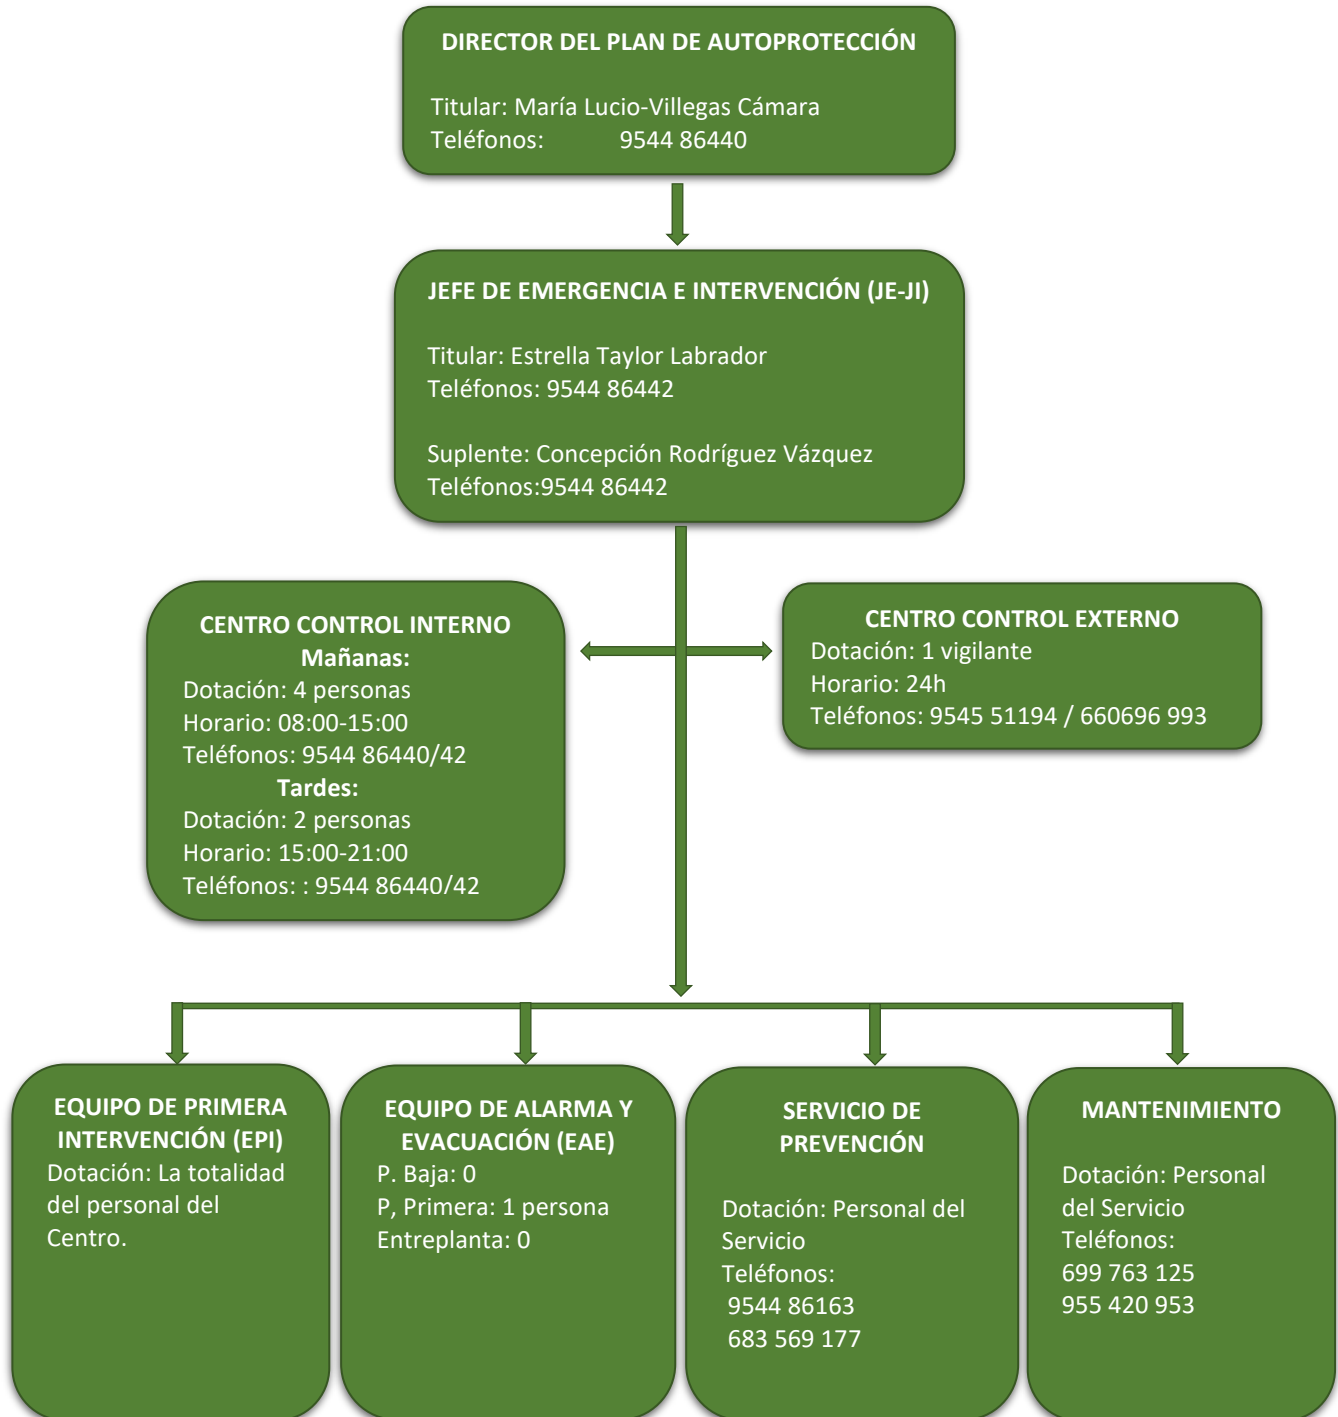 DIRECTOR DEL PLAN DE AUTOPROTECCIÓN
Titular: María Lucio-Villegas Cámara
Teléfonos: 9544 86440
JEFE DE EMERGENCIA E INTERVENCIÓN (JE-JI)
Titular: Estrella Taylor Labrador
Teléfonos: 9544 86442
Suplente: Concepción Rodríguez Vázquez
Teléfonos:9544 86442
CENTRO CONTROL INTERNO
Mañanas:
Dotación: 4 personas
Horario: 08:00-15:00
Teléfonos: 9544 86440/42
Tardes:
Dotación: 2 personas
Horario: 15:00-21:00
Teléfonos: : 9544 86440/42
CENTRO CONTROL EXTERNO
Dotación: 1 vigilante
Horario: 24h
Teléfonos: 9545 51194 / 660696 993
EQUIPO DE PRIMERA
INTERVENCIÓN (EPI)
Dotación: La totalidad
del personal del
Centro.
EQUIPO DE ALARMA Y
EVACUACIÓN (EAE)
P. Baja: 0
P, Primera: 1 persona
Entreplanta: 0
SERVICIO DE
PREVENCIÓN
Dotación: Personal del
Servicio
Teléfonos:
9544 86163
683 569 177
MANTENIMIENTO
Dotación: Personal
del Servicio
Teléfonos:
699 763 125
955 420 953